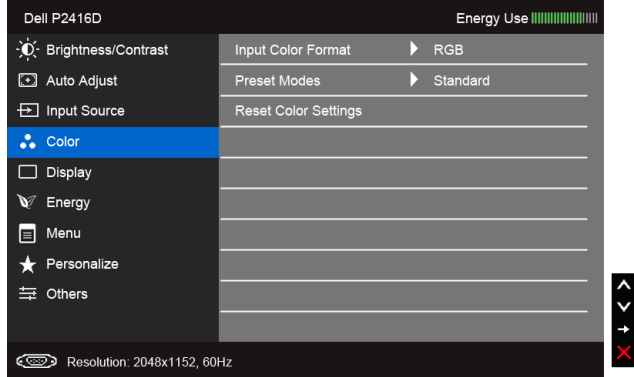 Dell P2416D Energy Use
Brightness/Contrast Input Color Format RGB
Auto Adjust Preset Modes Standard
Input Source Reset Color Settings
Color
Display
Energy
Menu
Personalize
Others
Resolution: 2048x1152, 60Hz